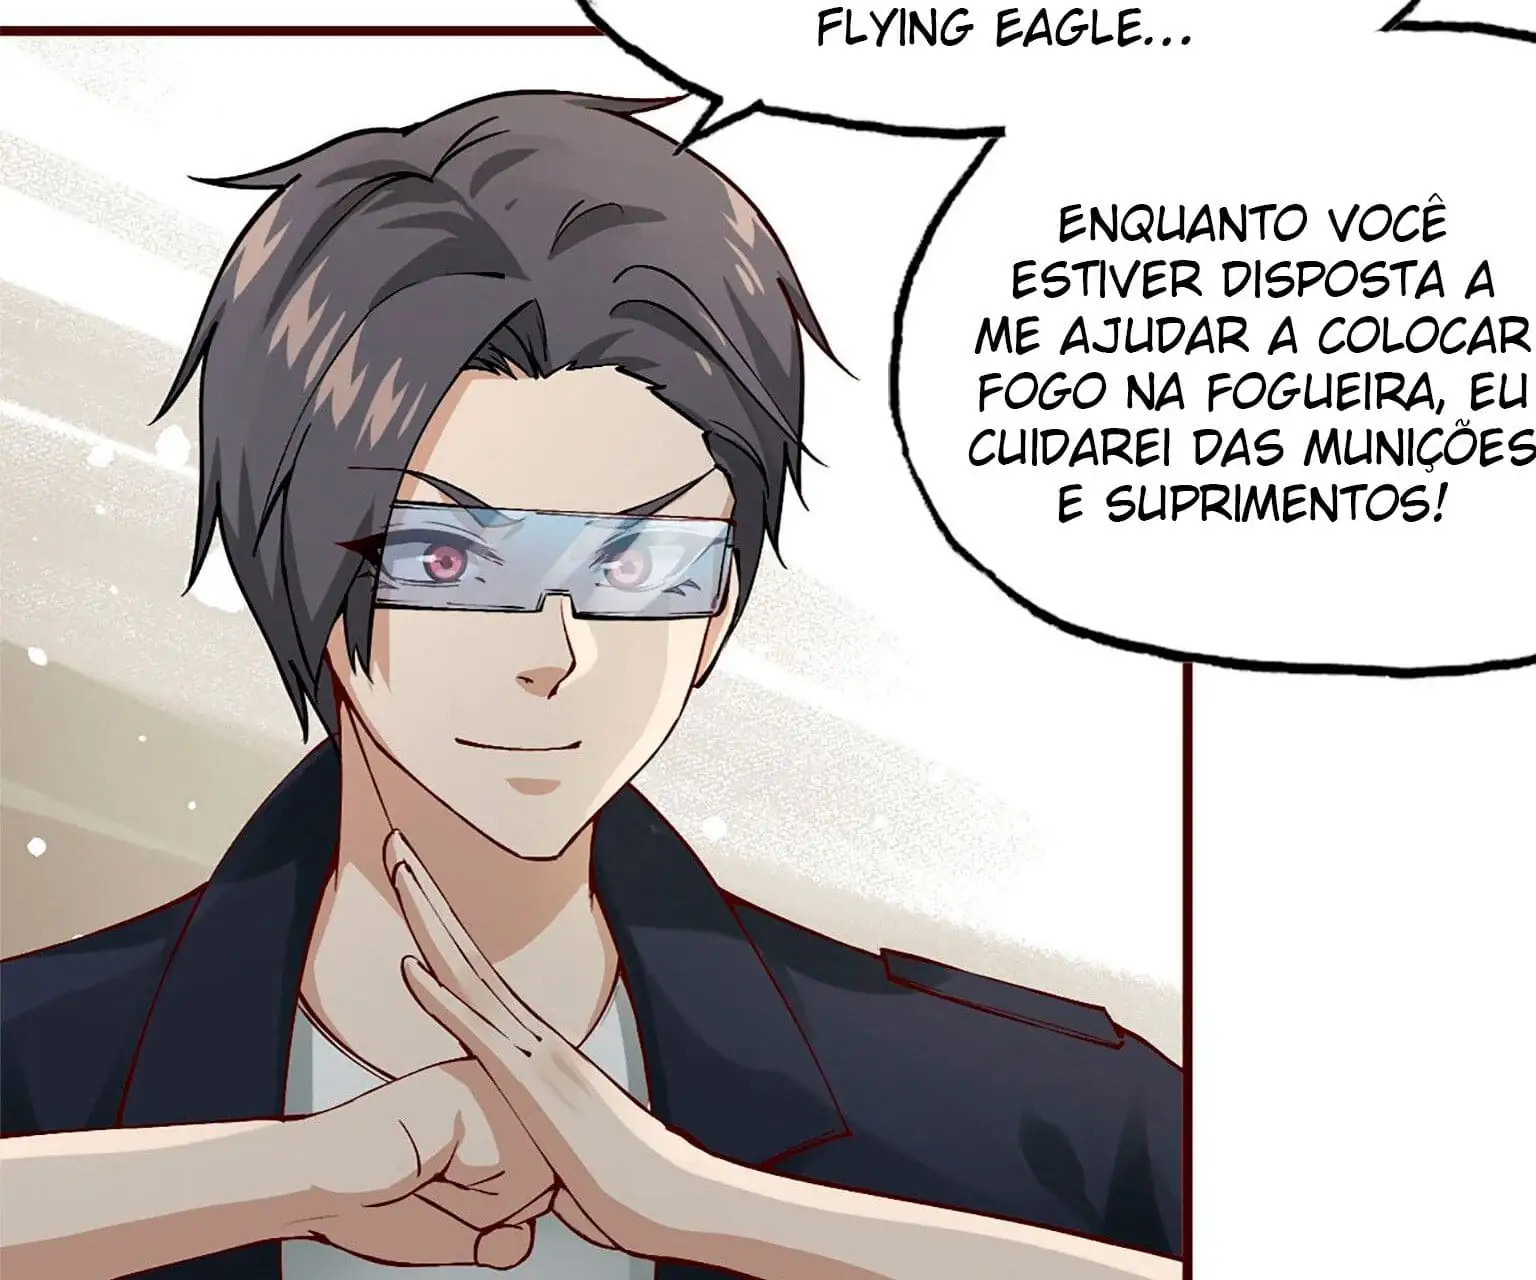 FLYING EAGLE...
ENQUANTO VOCÊ
ESTIVER DISPOSTA A
ME AJUDAR A COLOCAR
FOGO NA FOGUEIRA, EU
CUIDAREI DAS MUNIÇÕES
E SUPRIMENTOS!